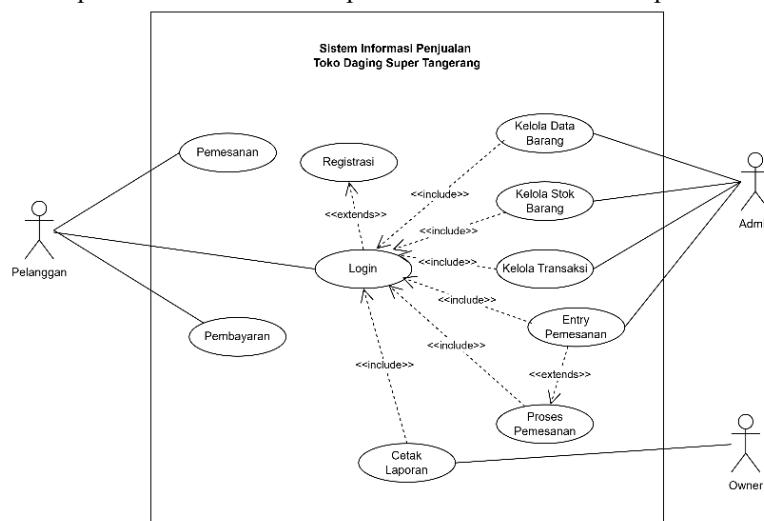 Sistem Informasi Penjualan
Toko Daging Super Tangerang
Kelola Data
Barang
Pemesanan
Registrasi
<<include>>
Kelola Stok
Barang
<<extends>>
<<include>>
Pelanggan
Login
<<include>>
Kelola Transaksi
<<include>>
Entry
Pemesanan
Pembayaran
<<include>>
<<include>>
<<extends>>
Proses
Pemesanan
Cetak
Laporan
Owner